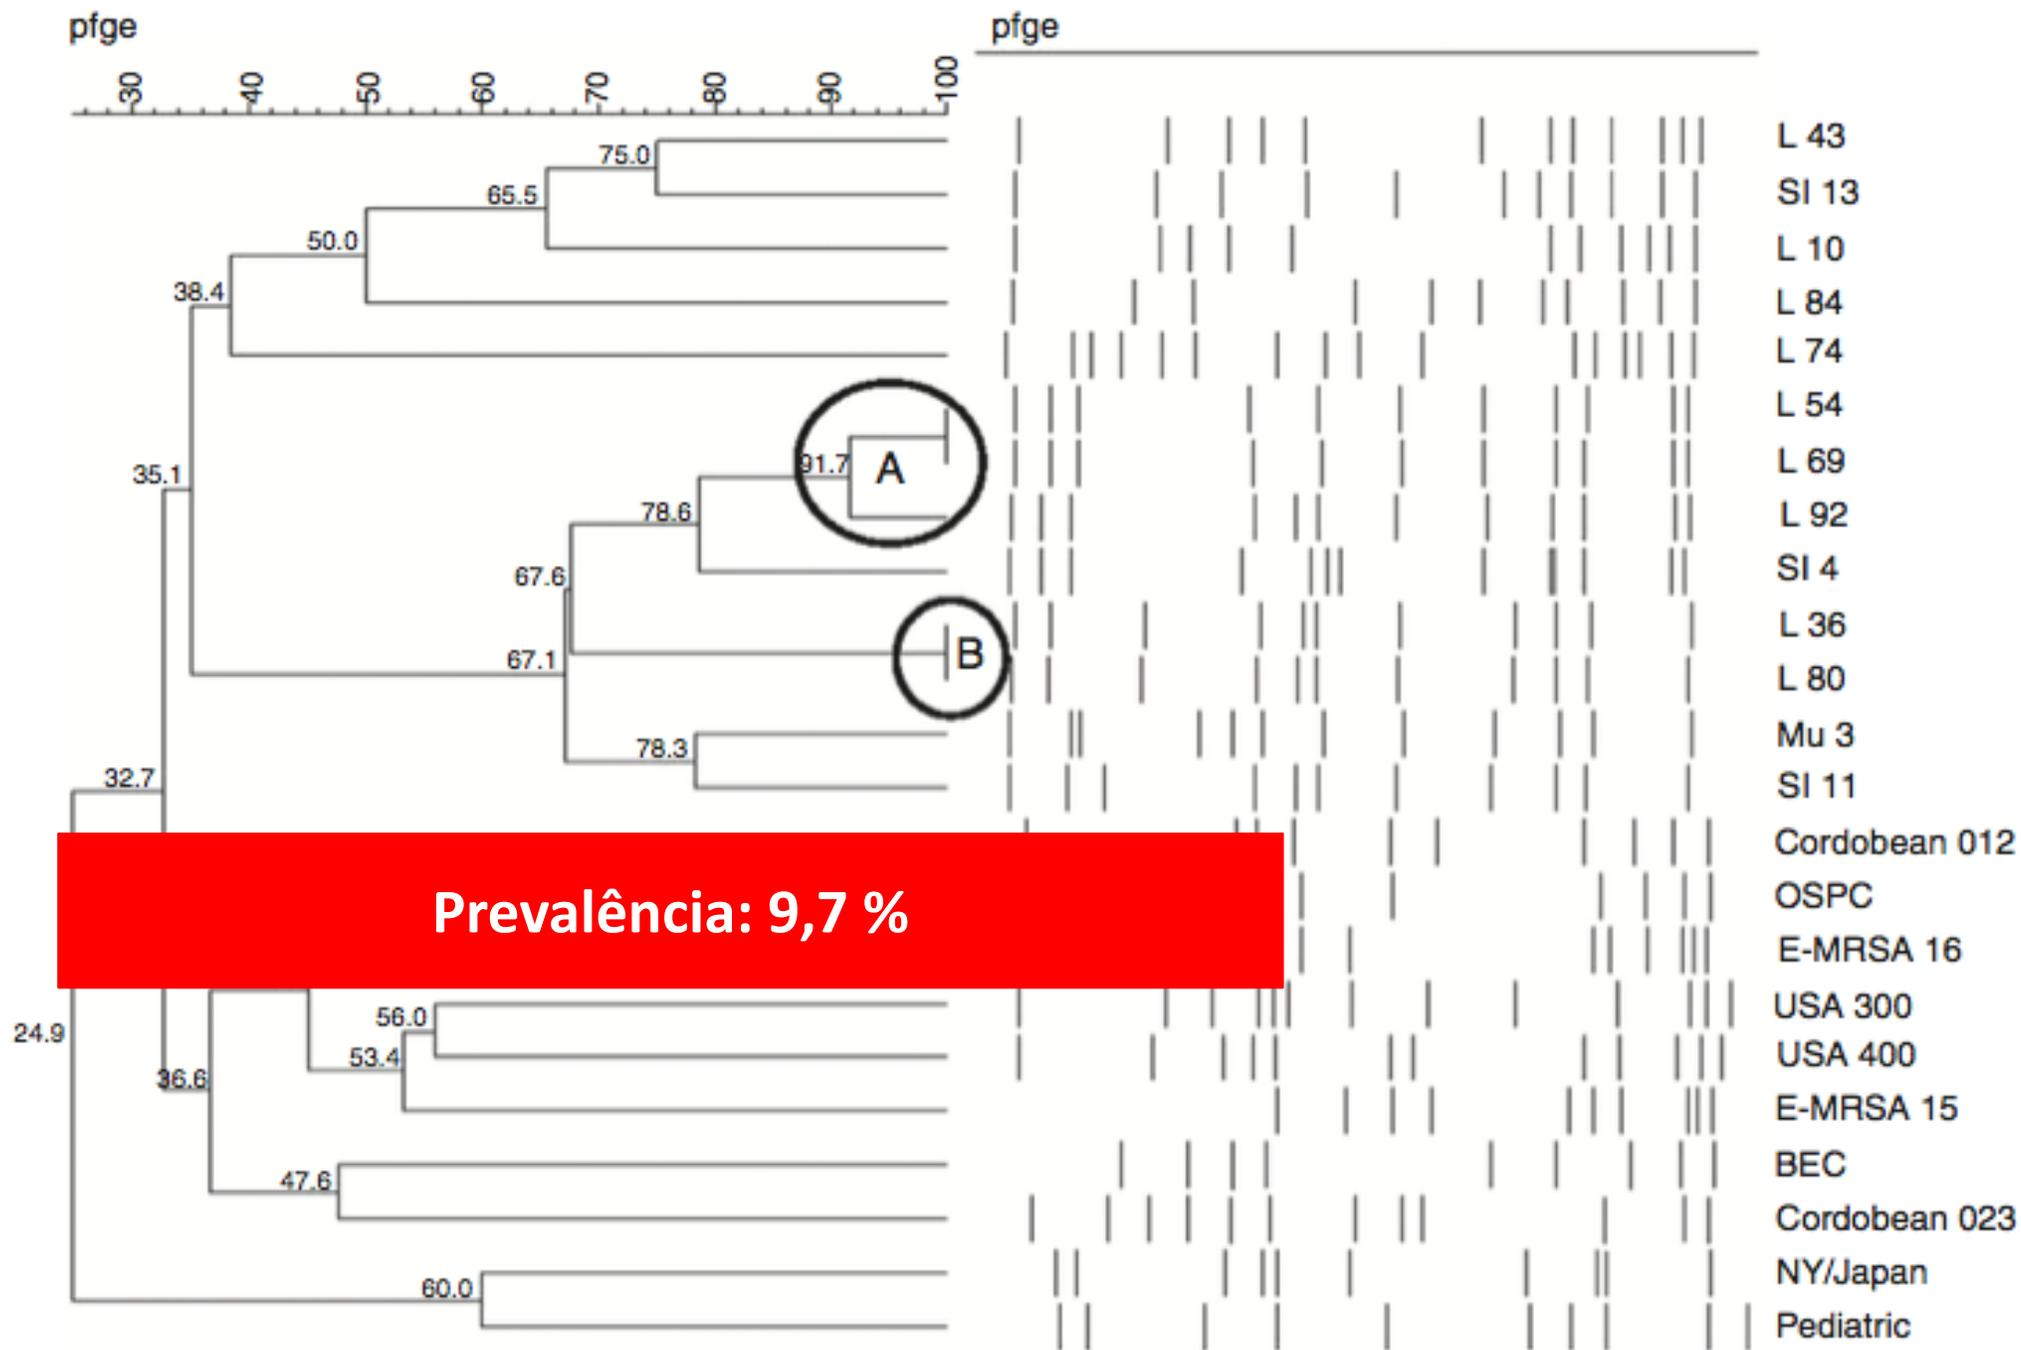 pfge
pfge
30 40 50 60 70 80 90 100
75.0
L 43
65.5
SI 13
50.0
L 10
38.4
L 84
L 74
L 54
91.7
A
L 69
35.1
78.6
L 92
67.6
SI 4
L 36
67.1
B
L 80
78.3
Mu 3
32.7
SI 11
Cordobean 012
Prevalência: 9,7 %
OSPC
E-MRSA 16
56.0
USA 300
24.9
53.4
USA 400
36.6
E-MRSA 15
47.6
BEC
Cordobean 023
60.0
NY/Japan
Pediatric